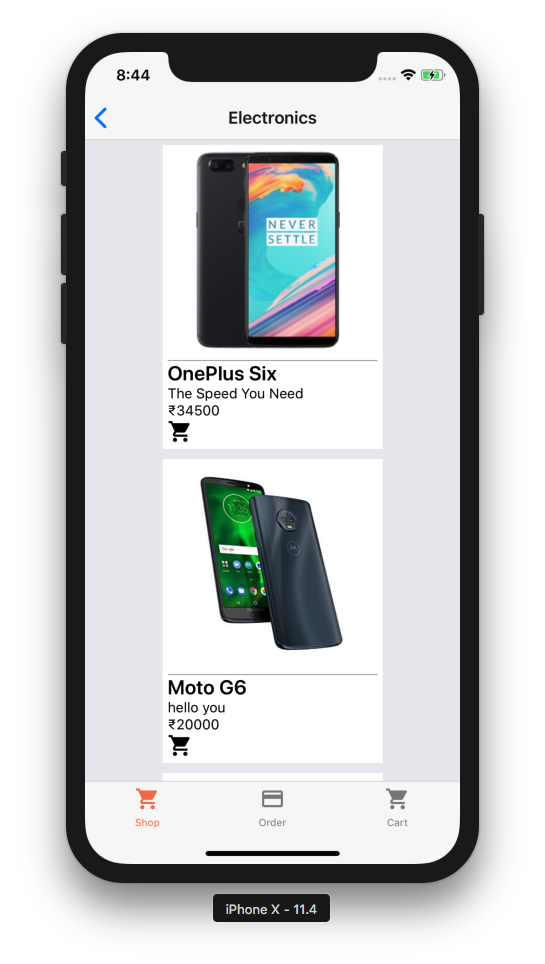 8:44
Electronics
NEVER
SETTLE
OnePlus Six
The Speed You Need
₹34500
11:35
Google
Moto G6
hello you
₹20000
Shop
Order
Cart
iPhone X - 11.4